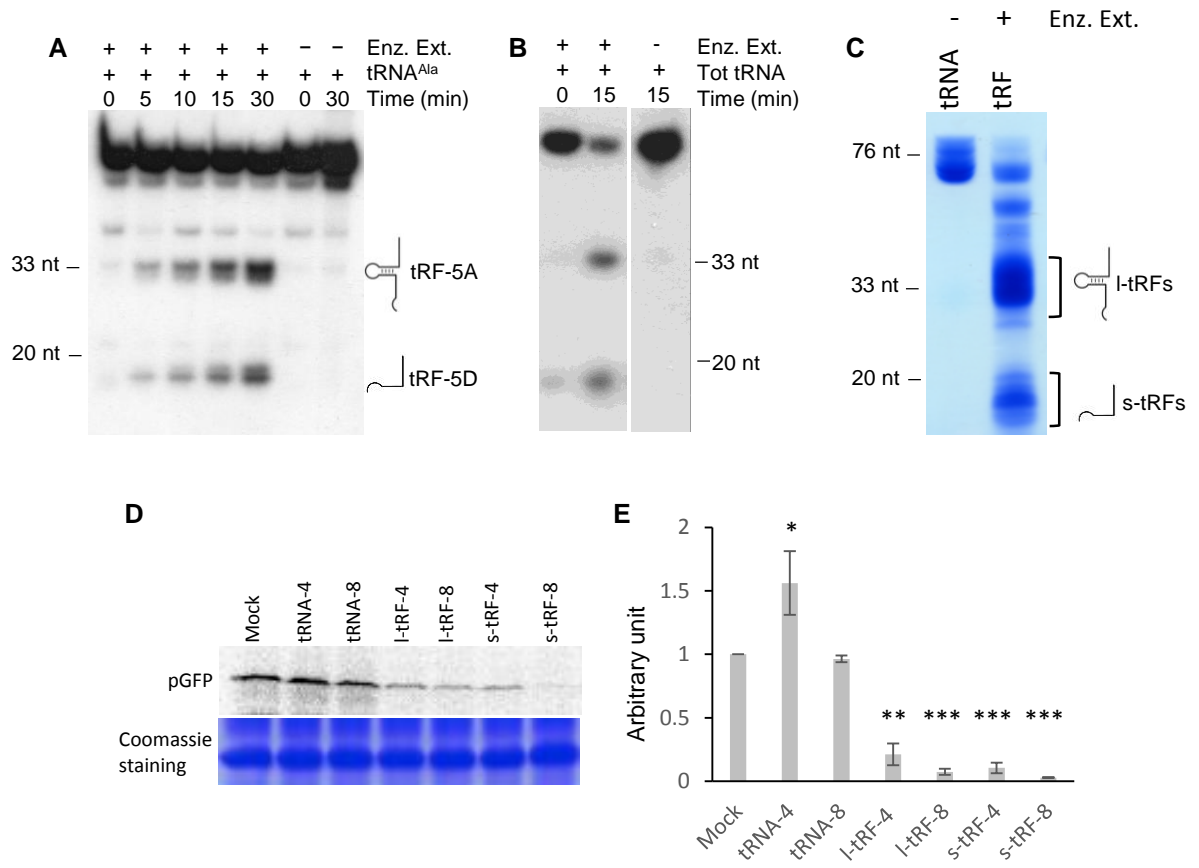 - + Enz. Ext.
A + + + + + – – Enz. Ext.
+ + + + + + + tRNAAla
0 5 10 15 30 0 30 Time (min)
33 nt
tRF-5A
20 nt
tRF-5D
B + + - Enz. Ext.
+ + + Tot tRNA
0 15 15 Time (min)
33 nt
20 nt
C tRNA tRF
76 nt
33 nt
l-tRFs
20 nt
s-tRFs
D
Mock tRNA-4 tRNA-8 l-tRF-4 l-tRF-8 s-tRF-4 s-tRF-8
pGFP
Coomassie
staining
E
Arbitrary unit
2
1.5
1
0.5
0
* ** *** *** ***
Mock tRNA-4 tRNA-8 l-tRF-4 l-tRF-8 s-tRF-4 s-tRF-8